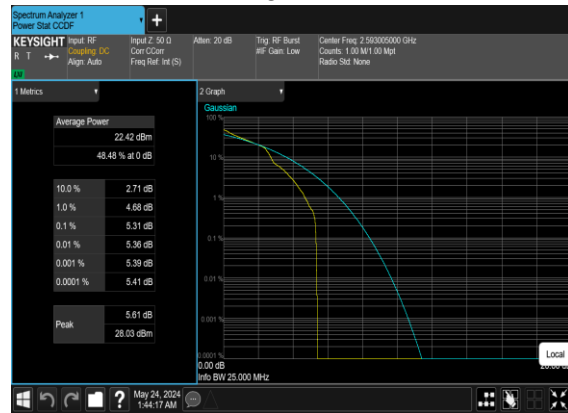 Spectrum Analyzer 1
Power Stat CCDF
+
KEYSIGHT
R T
LXI
Input: RF
Coupling: DC
Align: Auto
Input Z: 50 Ω
Corr CCorr
Freq Ref: Int (S)
Atten: 20 dB
Trig: RF Burst
#IF Gain: Low
Center Freq: 2.593005000 GHz
Counts: 1.00 M/1.00 Mpt
Radio Std: None
1 Metrics
Average Power
22.42 dBm
48.48 % at 0 dB
10.0 % 2.71 dB
1.0 % 4.68 dB
0.1 % 5.31 dB
0.01 % 5.36 dB
0.001 % 5.39 dB
0.0001 % 5.41 dB
Peak
5.61 dB
28.03 dBm
2 Graph
Gaussian
100 %
10 %
1 %
0.1 %
0.01 %
0.001 %
0.0001 %
0.00 dB
Info BW 25.000 MHz
Local
?
May 24, 2024
1:44:17 AM